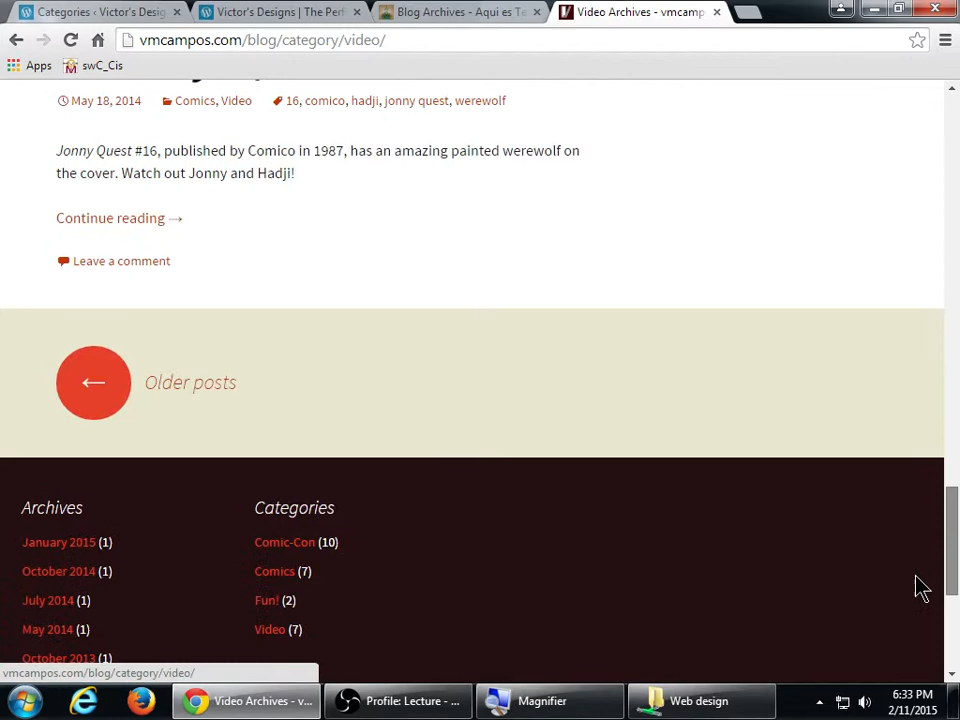 Categories ‹ Victor's Desig
Victor's Designs | The Perf
Blog Archives - Aqui es Te
Video Archives - vmcamp
vmcampos.com/blog/category/video/
Apps
swC_Cis
May 18, 2014
Comics, Video
16, comico, hadji, jonny quest, werewolf
Jonny Quest #16, published by Comico in 1987, has an amazing painted werewolf on
the cover. Watch out Jonny and Hadji!
Continue reading →
Leave a comment
← Older posts
Archives
January 2015 (1)
October 2014 (1)
July 2014 (1)
May 2014 (1)
October 2013 (1)
Categories
Comic-Con (10)
Comics (7)
Fun! (2)
Video (7)
vmcampos.com/blog/category/video/
Video Archives - v...
Profile: Lecture - ...
Magnifier
Web design
6:33 PM
2/11/2015